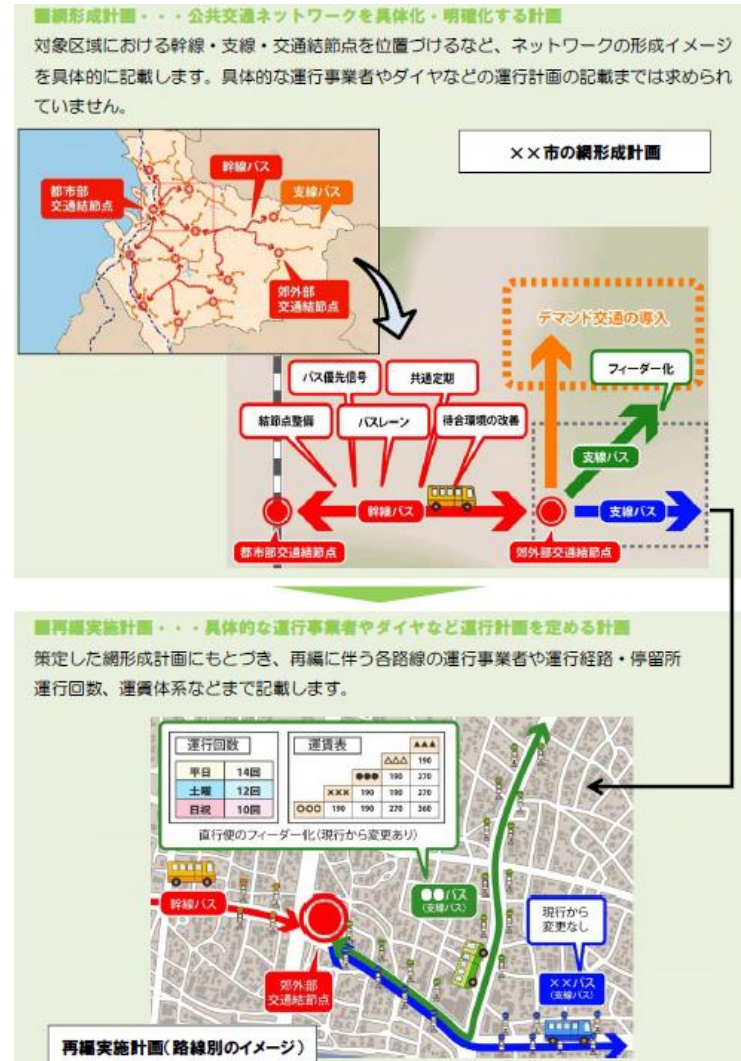 ■網形成計画・・・公共交通ネットワークを具体化・明確化する計画
対象区域における幹線・支線・交通結節点を位置づけるなど、ネットワークの形成イメージ
を具体的に記載します。具体的な運行事業者やダイヤなどの運行計画の記載までは求められ
ていません。
××市の網形成計画
幹線バス
都市部
交通結節点
支線バス
郊外部
交通結節点
デマンド交通の導入
バス優先信号
共通定期
フィーダー化
結節点整備
バスレーン
待合環境の改善
支線バス
幹線バス
支線バス
都市部交通結節点
郊外部交通結節点
■再編実施計画・・・具体的な運行事業者やダイヤなど運行計画を定める計画
策定した網形成計画にもとづき、再編に伴う各路線の運行事業者や運行経路・停留所
運行回数、運賃体系などまで記載します。
運行回数
平日 14回
土曜 12回
日祝 10回
運賃表
▲▲▲
△△△ 190
●●● 190 270
××× 190 190 270
○○○ 190 190 270 360
直行便のフィーダー化(現行から変更あり)
幹線バス
●●バス
(支線バス)
現行から
変更なし
郊外部
交通結節点
××バス
(支線バス)
再編実施計画(路線別のイメージ)